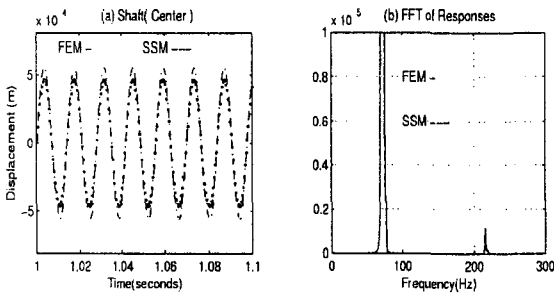 (a) Shaft( Center )
x 10^4
FEM –
SSM -·-·-
Displacement (m)
5
0
–5
1
1.02
1.04
1.06
1.08
1.1
Time(seconds)
(b) FFT of Responses
x 10^5
FEM –
SSM -·-·-
1
0.8
0.6
0.4
0.2
0
0
100
200
300
Frequency(Hz)